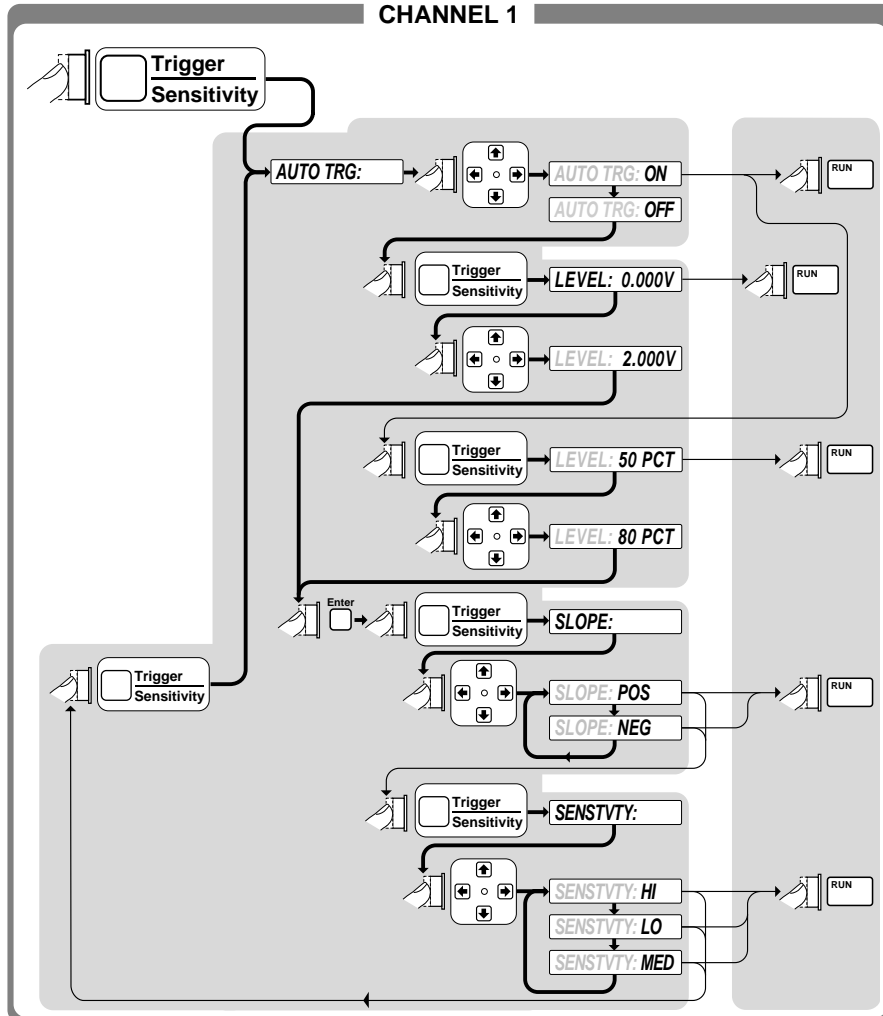 CHANNEL 1
Trigger
Sensitivity
AUTO TRG:
AUTO TRG: ON
RUN
AUTO TRG: OFF
Trigger
Sensitivity
LEVEL: 0.000V
RUN
LEVEL: 2.000V
Trigger
Sensitivity
LEVEL: 50 PCT
RUN
LEVEL: 80 PCT
Enter
Trigger
Sensitivity
SLOPE:
Trigger
Sensitivity
SLOPE: POS
RUN
SLOPE: NEG
Trigger
Sensitivity
SENSTVTY:
SENSTVTY: HI
RUN
SENSTVTY: LO
SENSTVTY: MED